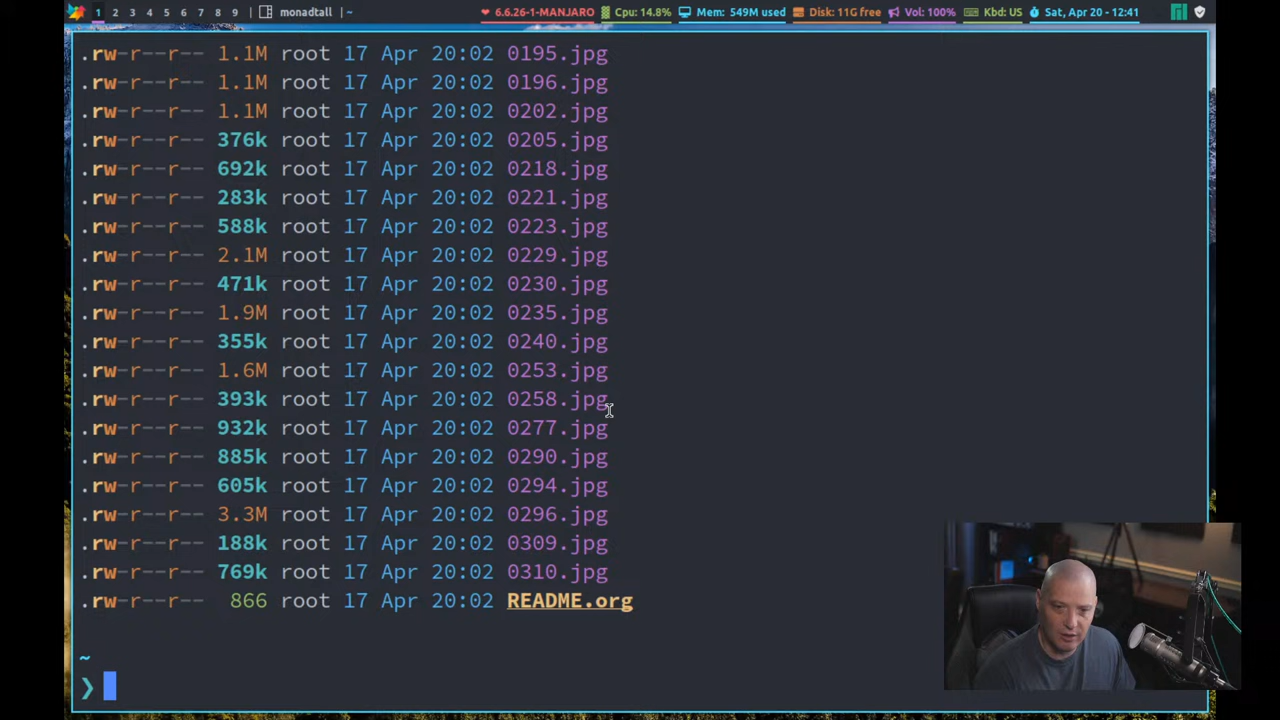 1 2 3 4 5 6 7 8 9 | monadtall | ~ ❤ 6.6.26-1-MANJARO Cpu: 14.8% Mem: 549M used Disk: 11G free Vol: 100% Kbd: US Sat, Apr 20 - 12:41
.rw-r--r-- 1.1M root 17 Apr 20:02 0195.jpg
.rw-r--r-- 1.1M root 17 Apr 20:02 0196.jpg
.rw-r--r-- 1.1M root 17 Apr 20:02 0202.jpg
.rw-r--r-- 376k root 17 Apr 20:02 0205.jpg
.rw-r--r-- 692k root 17 Apr 20:02 0218.jpg
.rw-r--r-- 283k root 17 Apr 20:02 0221.jpg
.rw-r--r-- 588k root 17 Apr 20:02 0223.jpg
.rw-r--r-- 2.1M root 17 Apr 20:02 0229.jpg
.rw-r--r-- 471k root 17 Apr 20:02 0230.jpg
.rw-r--r-- 1.9M root 17 Apr 20:02 0235.jpg
.rw-r--r-- 355k root 17 Apr 20:02 0240.jpg
.rw-r--r-- 1.6M root 17 Apr 20:02 0253.jpg
.rw-r--r-- 393k root 17 Apr 20:02 0258.jpg
.rw-r--r-- 932k root 17 Apr 20:02 0277.jpg
.rw-r--r-- 885k root 17 Apr 20:02 0290.jpg
.rw-r--r-- 605k root 17 Apr 20:02 0294.jpg
.rw-r--r-- 3.3M root 17 Apr 20:02 0296.jpg
.rw-r--r-- 188k root 17 Apr 20:02 0309.jpg
.rw-r--r-- 769k root 17 Apr 20:02 0310.jpg
.rw-r--r-- 866 root 17 Apr 20:02 README.org
~
❯